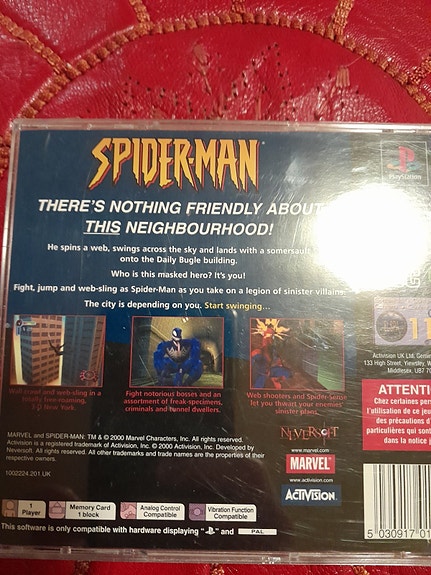 SPIDER-MAN
PlayStation
THERE'S NOTHING FRIENDLY ABOUT
THIS NEIGHBOURHOOD!
He spins a web, swings across the sky and lands with a somersault
onto the Daily Bugle building.
Who is this masked hero? It's you!
Fight, jump and web-sling as Spider-Man as you take on a legion of sinister villains.
The city is depending on you. Start swinging...
11
Activision UK Ltd, Gemini
133 High Street, Yiewsley, W
Middlesex. UB7 7
Wall crawl and web-sling in a
totally free-roaming,
3-D New York.
Fight notorious bosses and an
assortment of freak-specimens,
criminals and tunnel dwellers.
Web shooters and Spidey-Sense
let you thwart your enemies'
sinister plans.
ATTENTI
Chez certaines per
l'utilisation de ce jeu
des précautions d'
particulières qui sont
dans la notice j
MARVEL and SPIDER-MAN: TM & © 2000 Marvel Characters, Inc. All rights reserved.
Activision is a registered trademark of Activision, Inc. © 2000 Activision, Inc. Developed by
Neversoft. All rights reserved. All other trademarks and trade names are the properties of their
respective owners.
1002224.201.UK
NEVERSOFT
www.marvel.com
MARVEL
www.activision.com
ACTIVISION
1
Player
Memory Card
1 block
Analog Control
Compatible
Vibration Function
Compatible
This software is only compatible with hardware displaying " " and PAL
5 030917 01